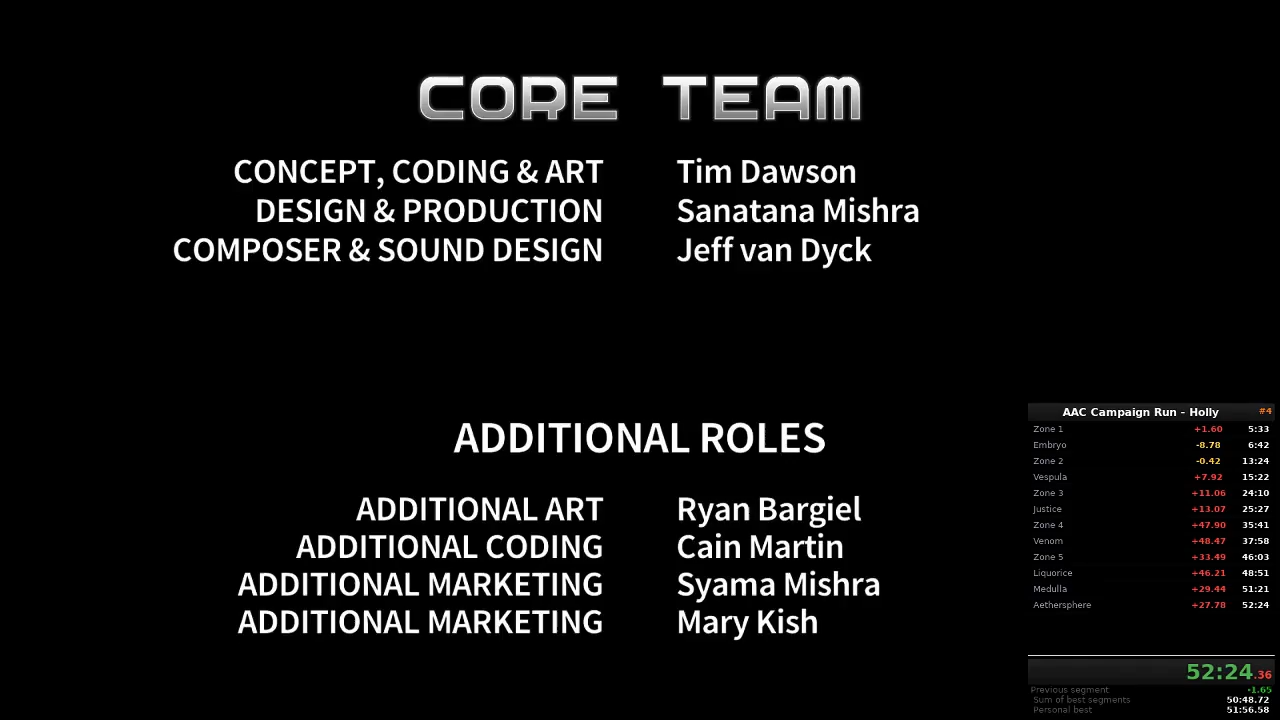 CORE TEAM
CONCEPT, CODING & ART Tim Dawson
DESIGN & PRODUCTION Sanatana Mishra
COMPOSER & SOUND DESIGN Jeff van Dyck
ADDITIONAL ROLES
ADDITIONAL ART Ryan Bargiel
ADDITIONAL CODING Cain Martin
ADDITIONAL MARKETING Syama Mishra
ADDITIONAL MARKETING Mary Kish
AAC Campaign Run - Holly #4
Zone 1 +1.60 5:33
Embryo -8.78 6:42
Zone 2 -0.42 13:24
Vespula +7.92 15:22
Zone 3 +11.06 24:10
Justice +13.07 25:27
Zone 4 +47.90 35:41
Venom +48.47 37:58
Zone 5 +33.49 46:03
Liquorice +46.21 48:51
Medulla +29.44 51:21
Aethersphere +27.78 52:24
52:24.36
Previous segment -1.65
Sum of best segments 50:48.72
Personal best 51:56.58